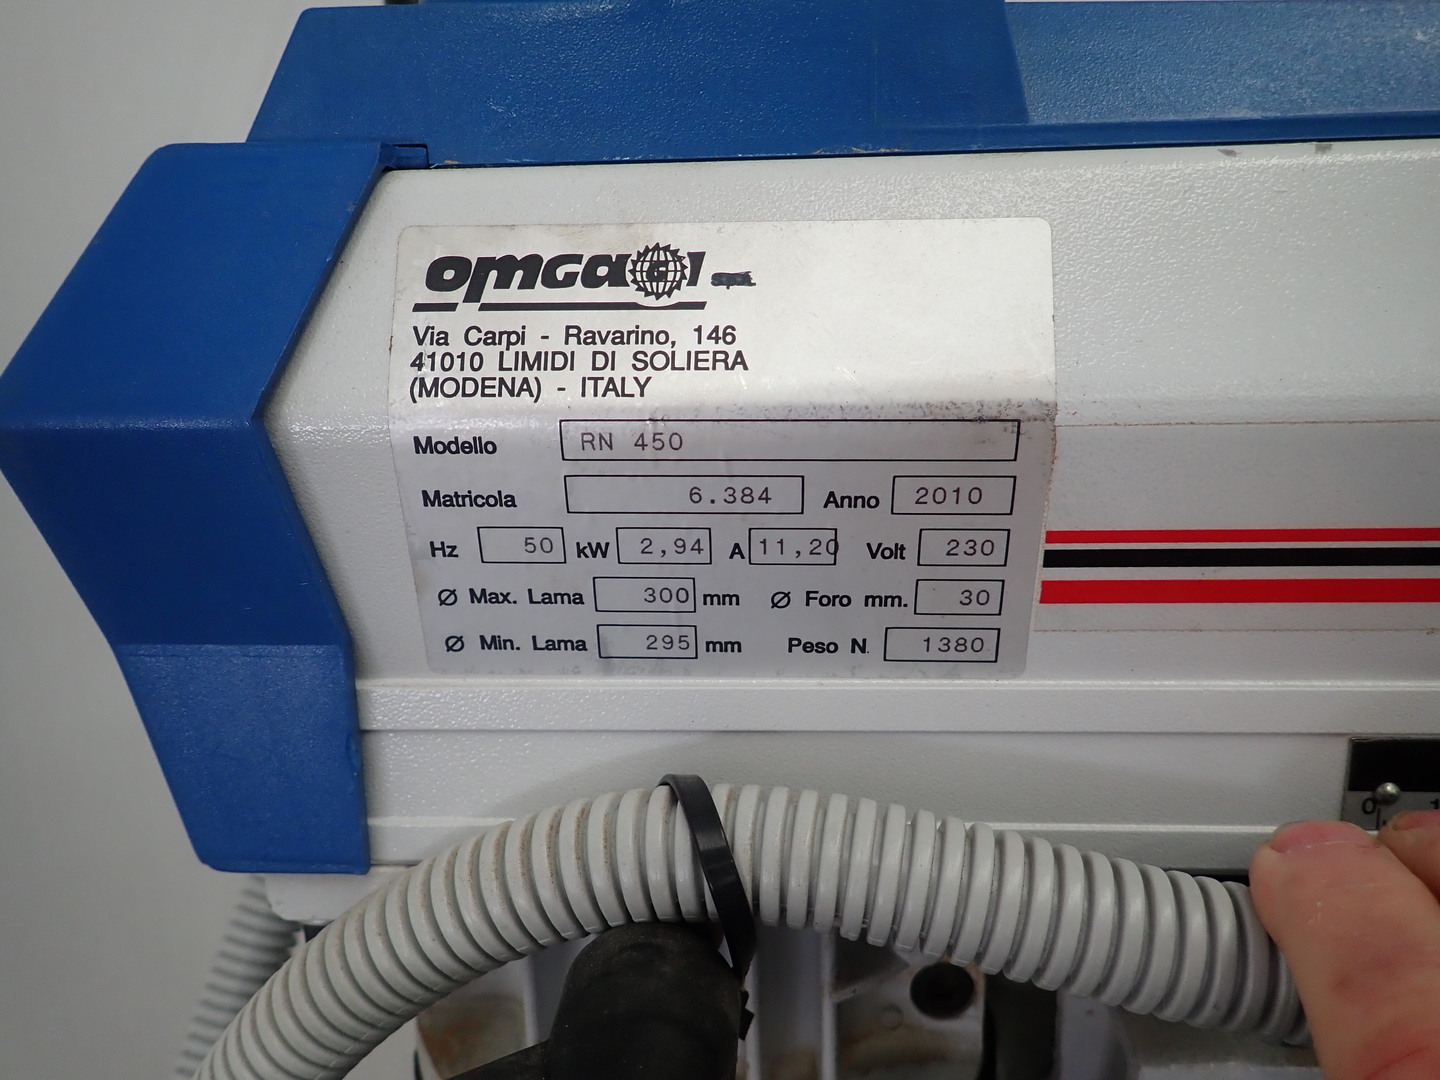 omga
Via Carpi - Ravarino, 146
41010 LIMIDI DI SOLIERA
(MODENA) - ITALY
Modello RN 450
Matricola 6.384 Anno 2010
Hz 50 kW 2,94 A 11,20 Volt 230
Ø Max. Lama 300 mm Ø Foro mm. 30
Ø Min. Lama 295 mm Peso N. 1380
0 1